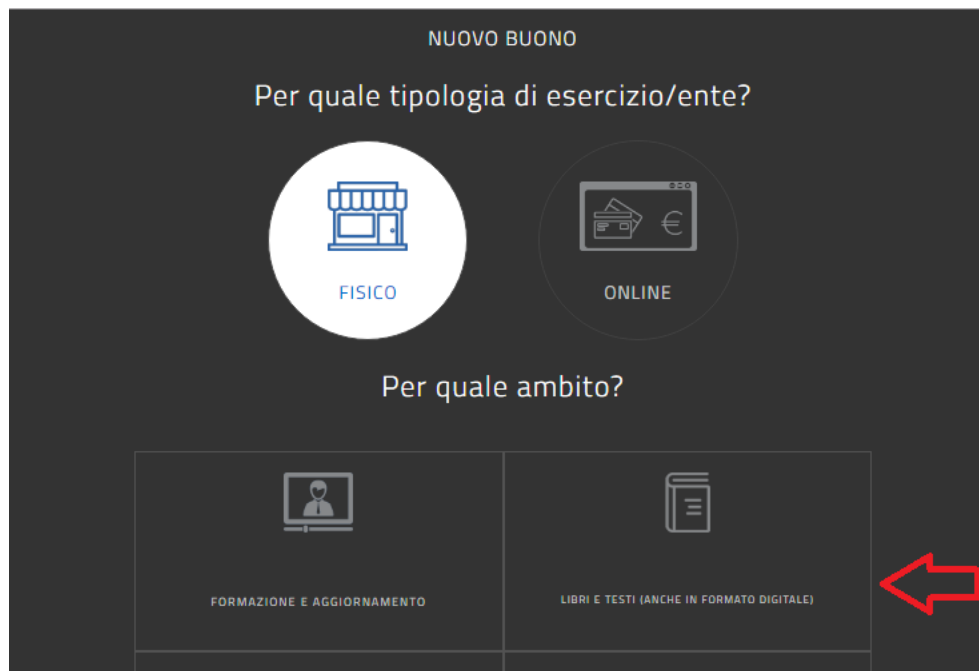 NUOVO BUONO
Per quale tipologia di esercizio/ente?
FISICO
ONLINE
Per quale ambito?
FORMAZIONE E AGGIORNAMENTO
LIBRI E TESTI (ANCHE IN FORMATO DIGITALE)